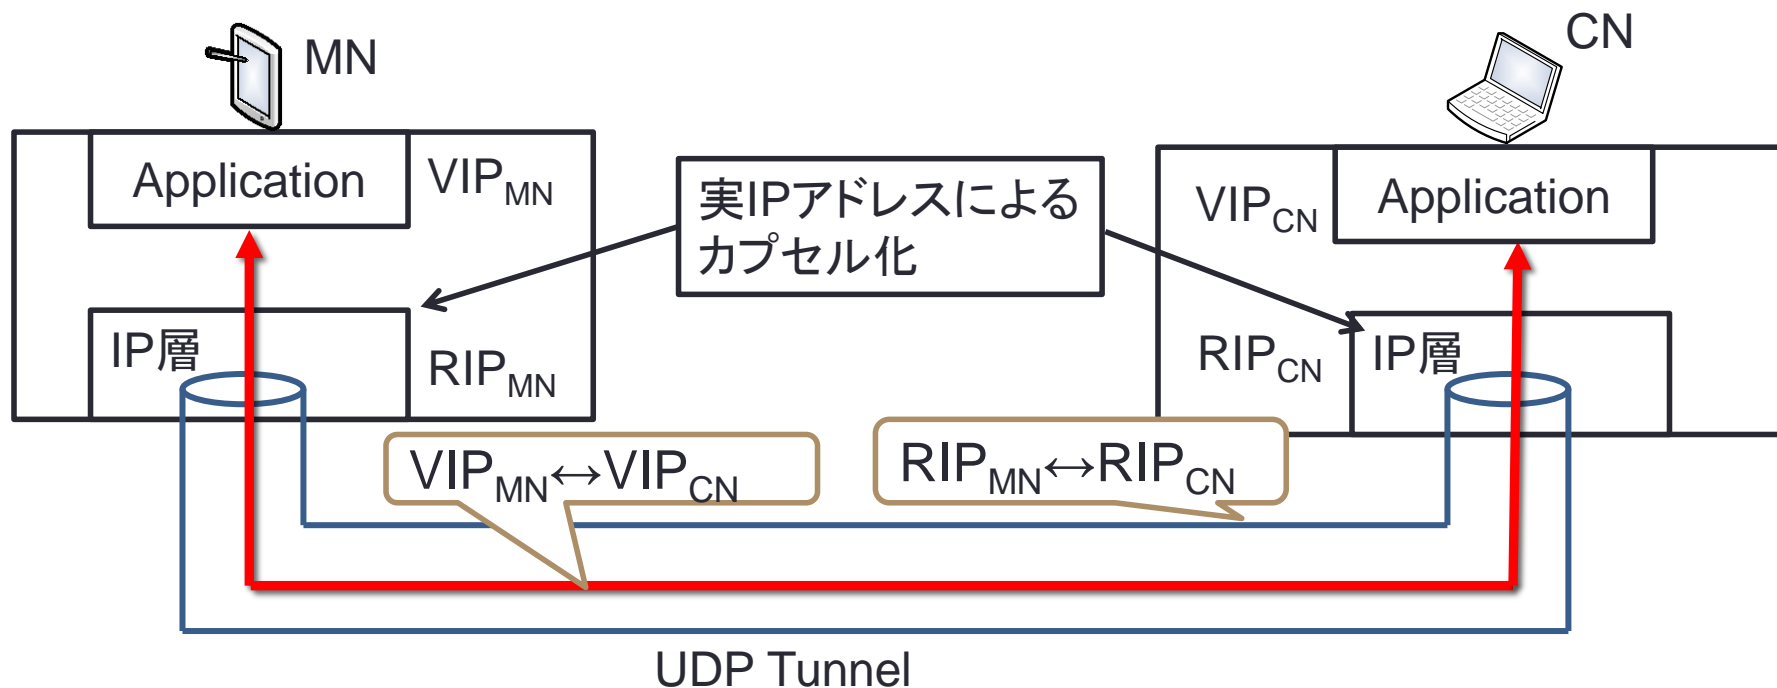 MN
CN
Application
VIPMN
実IPアドレスによる
カプセル化
VIPCN
Application
IP層
RIPMN
RIPCN
IP層
VIPMN↔VIPCN
RIPMN↔RIPCN
UDP Tunnel